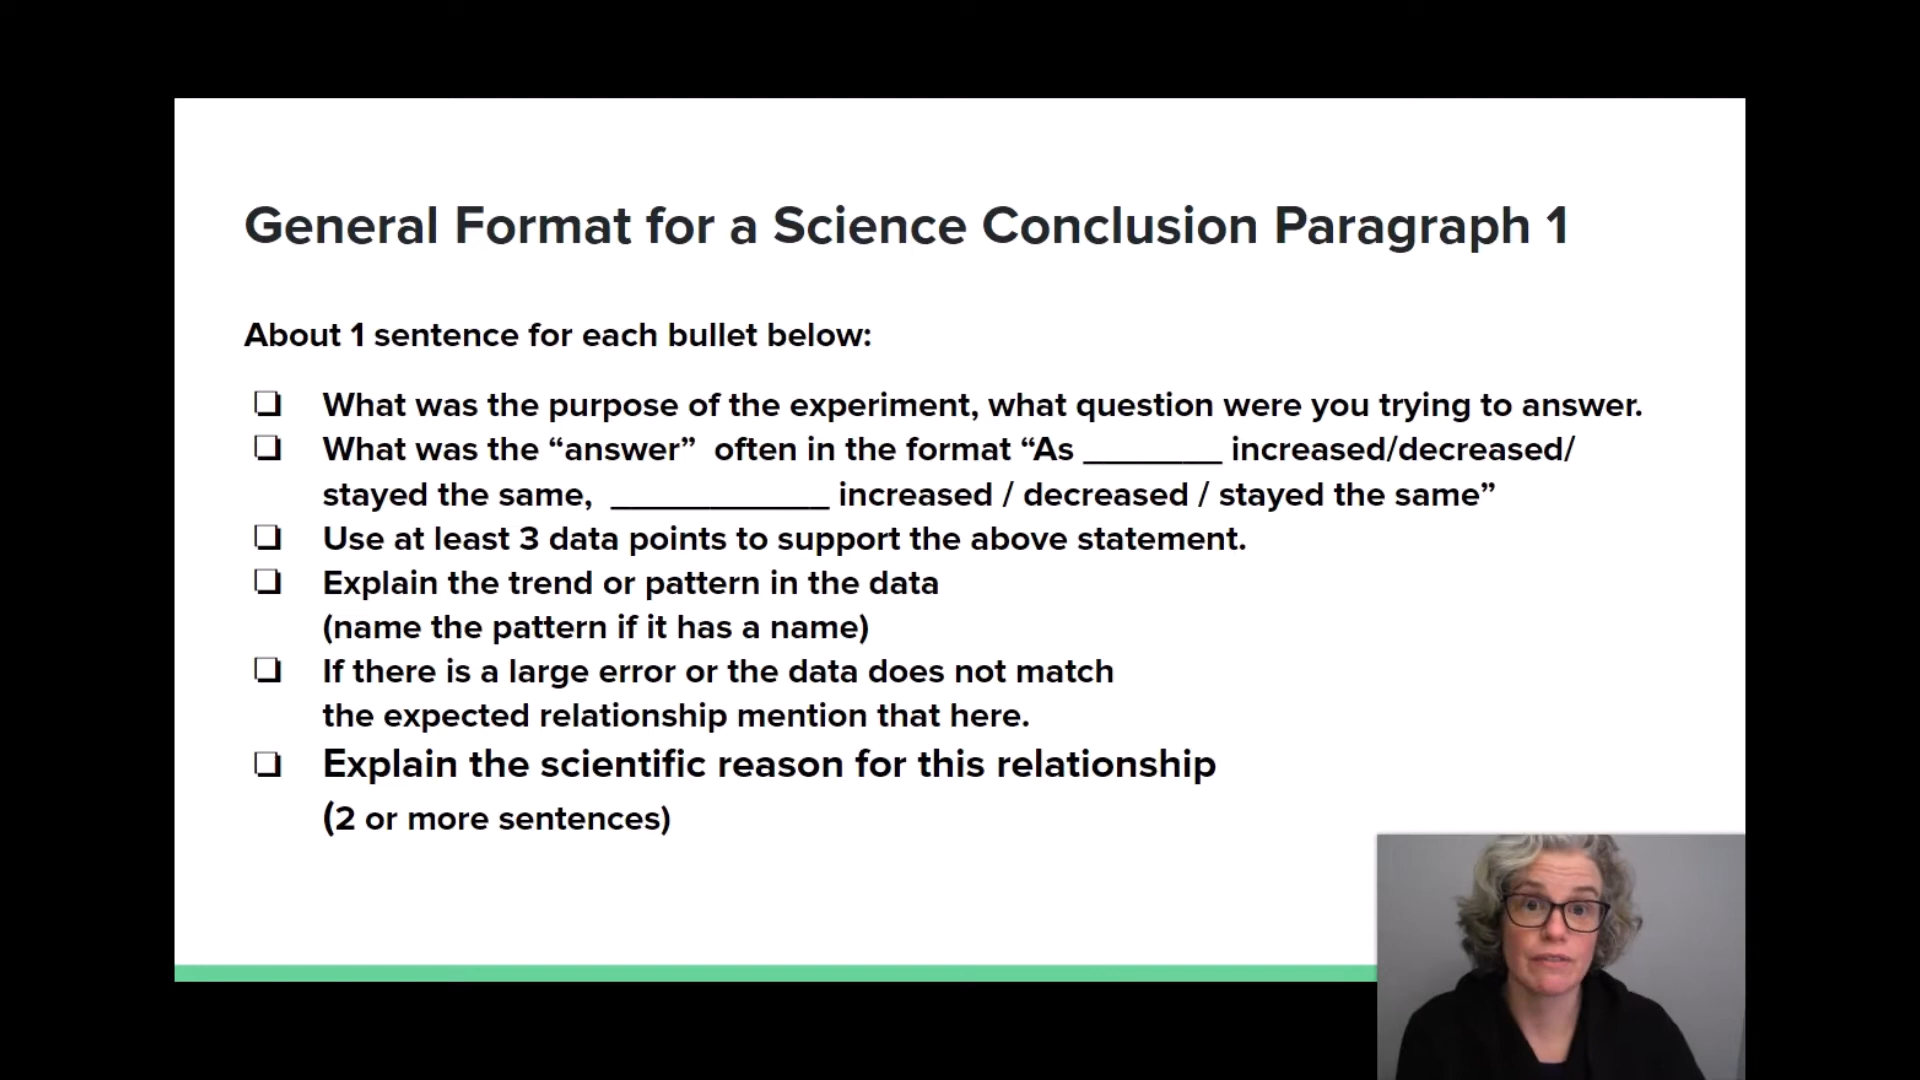 General Format for a Science Conclusion Paragraph 1
About 1 sentence for each bullet below:
❏ What was the purpose of the experiment, what question were you trying to answer.
❏ What was the “answer” often in the format “As _______ increased/decreased/
stayed the same, ___________ increased / decreased / stayed the same”
❏ Use at least 3 data points to support the above statement.
❏ Explain the trend or pattern in the data
(name the pattern if it has a name)
❏ If there is a large error or the data does not match
the expected relationship mention that here.
❏ Explain the scientific reason for this relationship
(2 or more sentences)